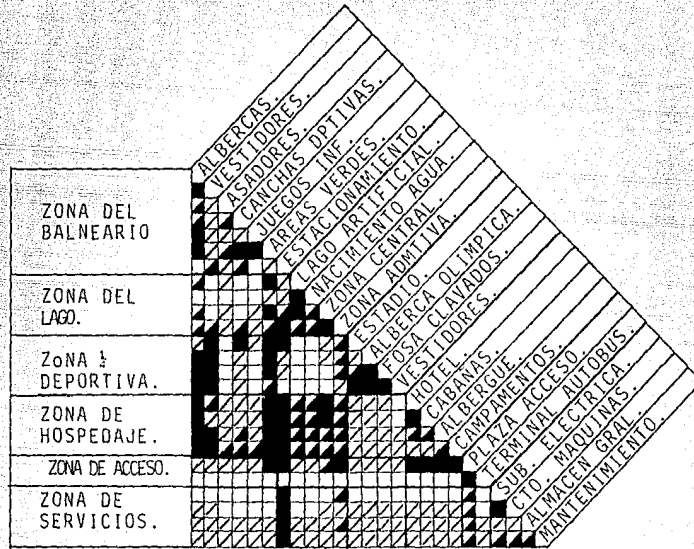 ALBERCAS.
VESTIDORES.
ASADORES.
CANCHAS DPTIVAS.
JUEGOS INF.
AREAS VERDES.
ESTACIONAMIENTO.
LAGO ARTIFICIAL.
NACIMIENTO AGUA.
ZONA CENTRAL.
ZONA ADMTIVA.
ESTADIO.
ALBERCA OLIMPICA.
FOSA CLAVADOS.
VESTIDORES.
HOTEL.
CABAÑAS.
ALBERGUE.
CAMPAMENTOS.
PLAZA ACCESO.
TERMINAL AUTOBUS.
SUB. ELECTRICA.
CTO. MAQUINAS.
ALMACEN GRAL.
MANTENIMIENTO.
ZONA DEL
BALNEARIO
ZONA DEL
LAGO.
ZONA
DEPORTIVA.
ZONA DE
HOSPEDAJE.
ZONA DE ACCESO.
ZONA DE
SERVICIOS.